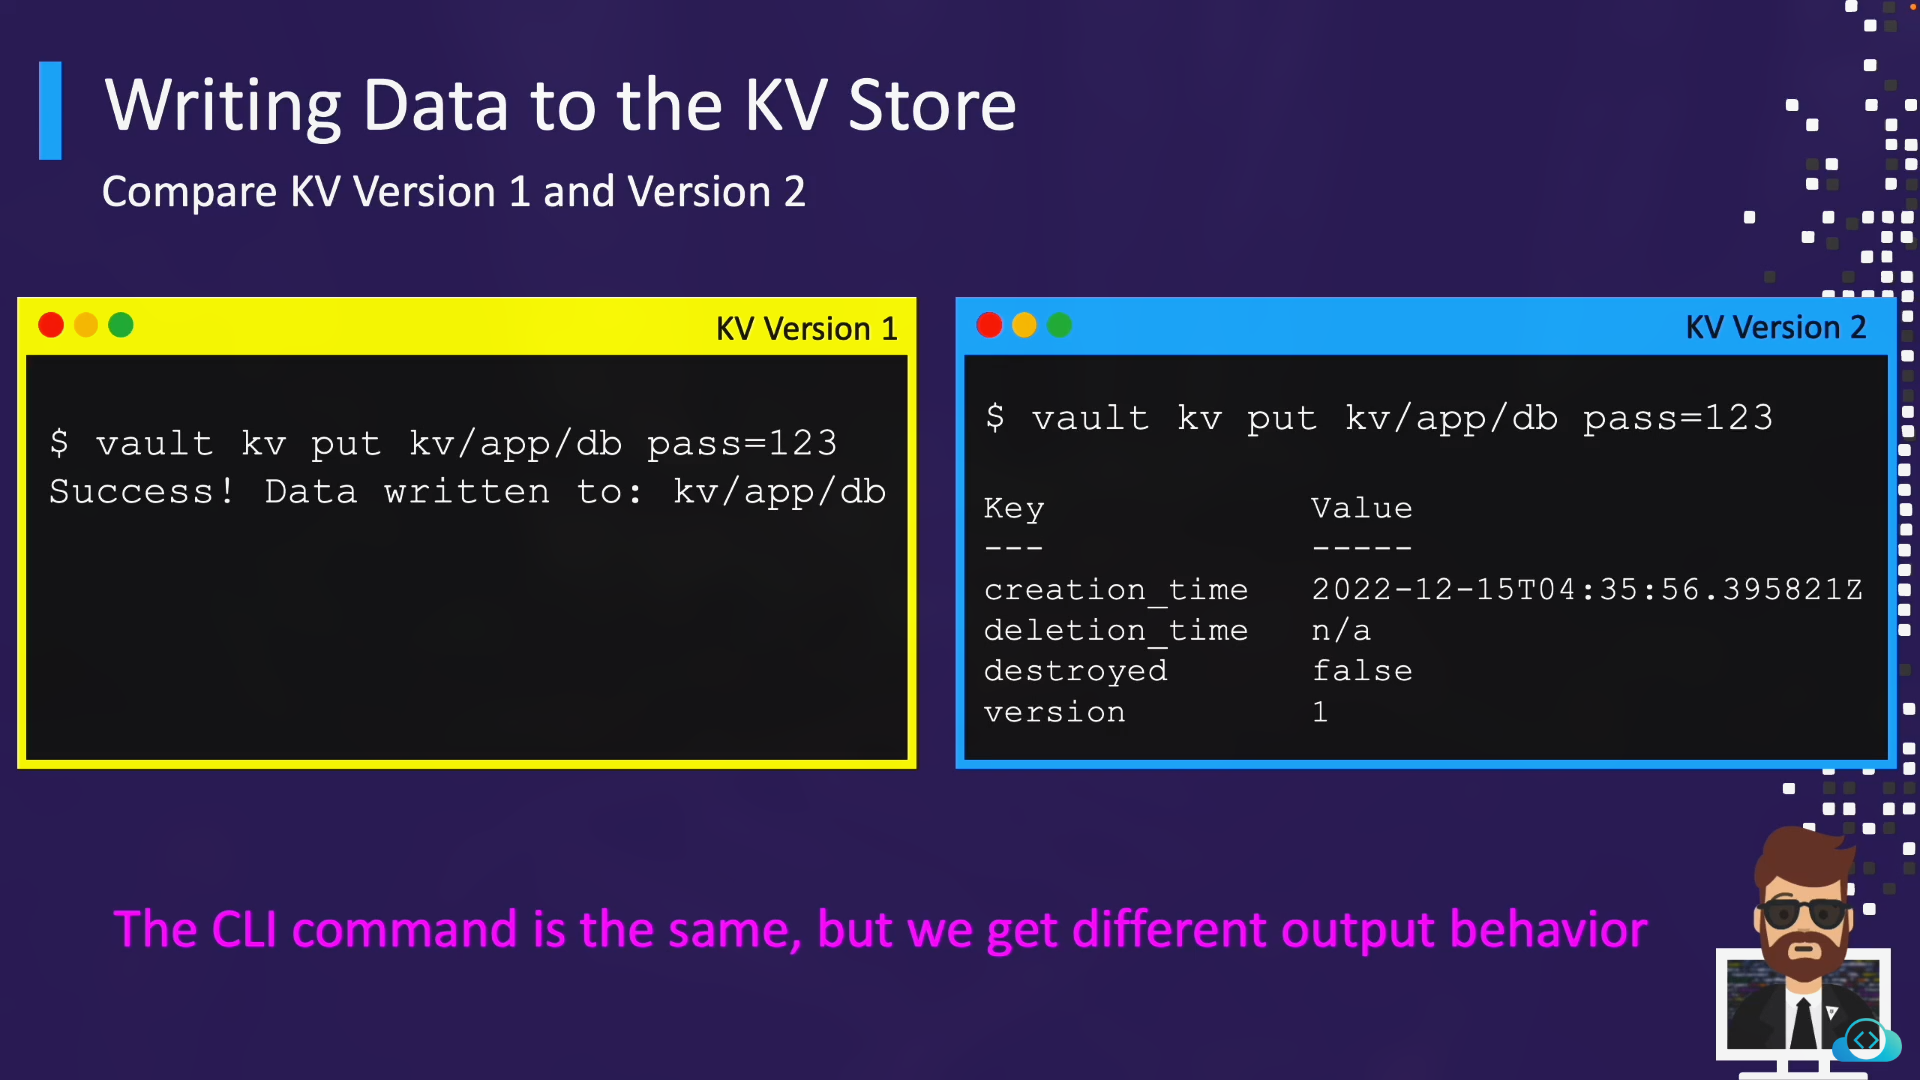 Writing Data to the KV Store
Compare KV Version 1 and Version 2
KV Version 1
$ vault kv put kv/app/db pass=123
Success! Data written to: kv/app/db
KV Version 2
$ vault kv put kv/app/db pass=123
Key Value
--- -----
creation_time 2022-12-15T04:35:56.395821Z
deletion_time n/a
destroyed false
version 1
The CLI command is the same, but we get different output behavior